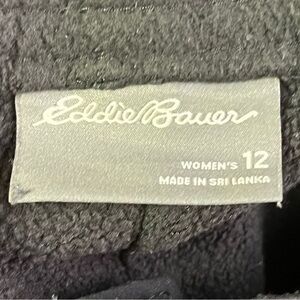 Eddie Bauer
WOMEN'S 12
MADE IN SRI LANKA